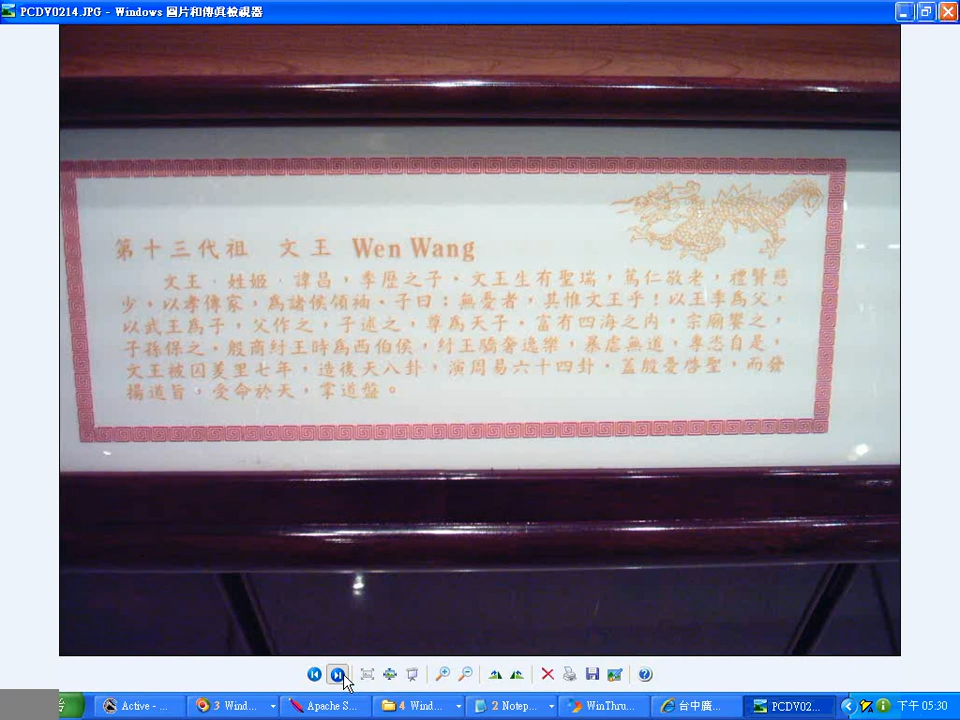 PCDV0214.JPG - Windows 圖片和傳真檢視器
第十三代祖 文王 Wen Wang
文王，姓姬，諱昌，季歷之子。文王生有聖瑞，篤仁敬老，禮賢慈
少，以孝傳家，為諸侯領袖。子曰：無憂者，其惟文王乎！以王季為父，
以武王為子，父作之，子述之，尊為天子。富有四海之內，宗廟饗之，
子孫保之。殷商紂王時為西伯侯，紂王驕奢逸樂，暴虐無道，專恣自是，
文王被囚羑里七年，造後天八卦，演周易六十四卦。蓋殷憂啓聖，而發
揚道旨，受命於天，掌道盤。
Active - ...
3 Wind...
Apache S...
4 Wind...
2 Notep...
WinThru...
台中廣...
PCDV02...
下午 05:30